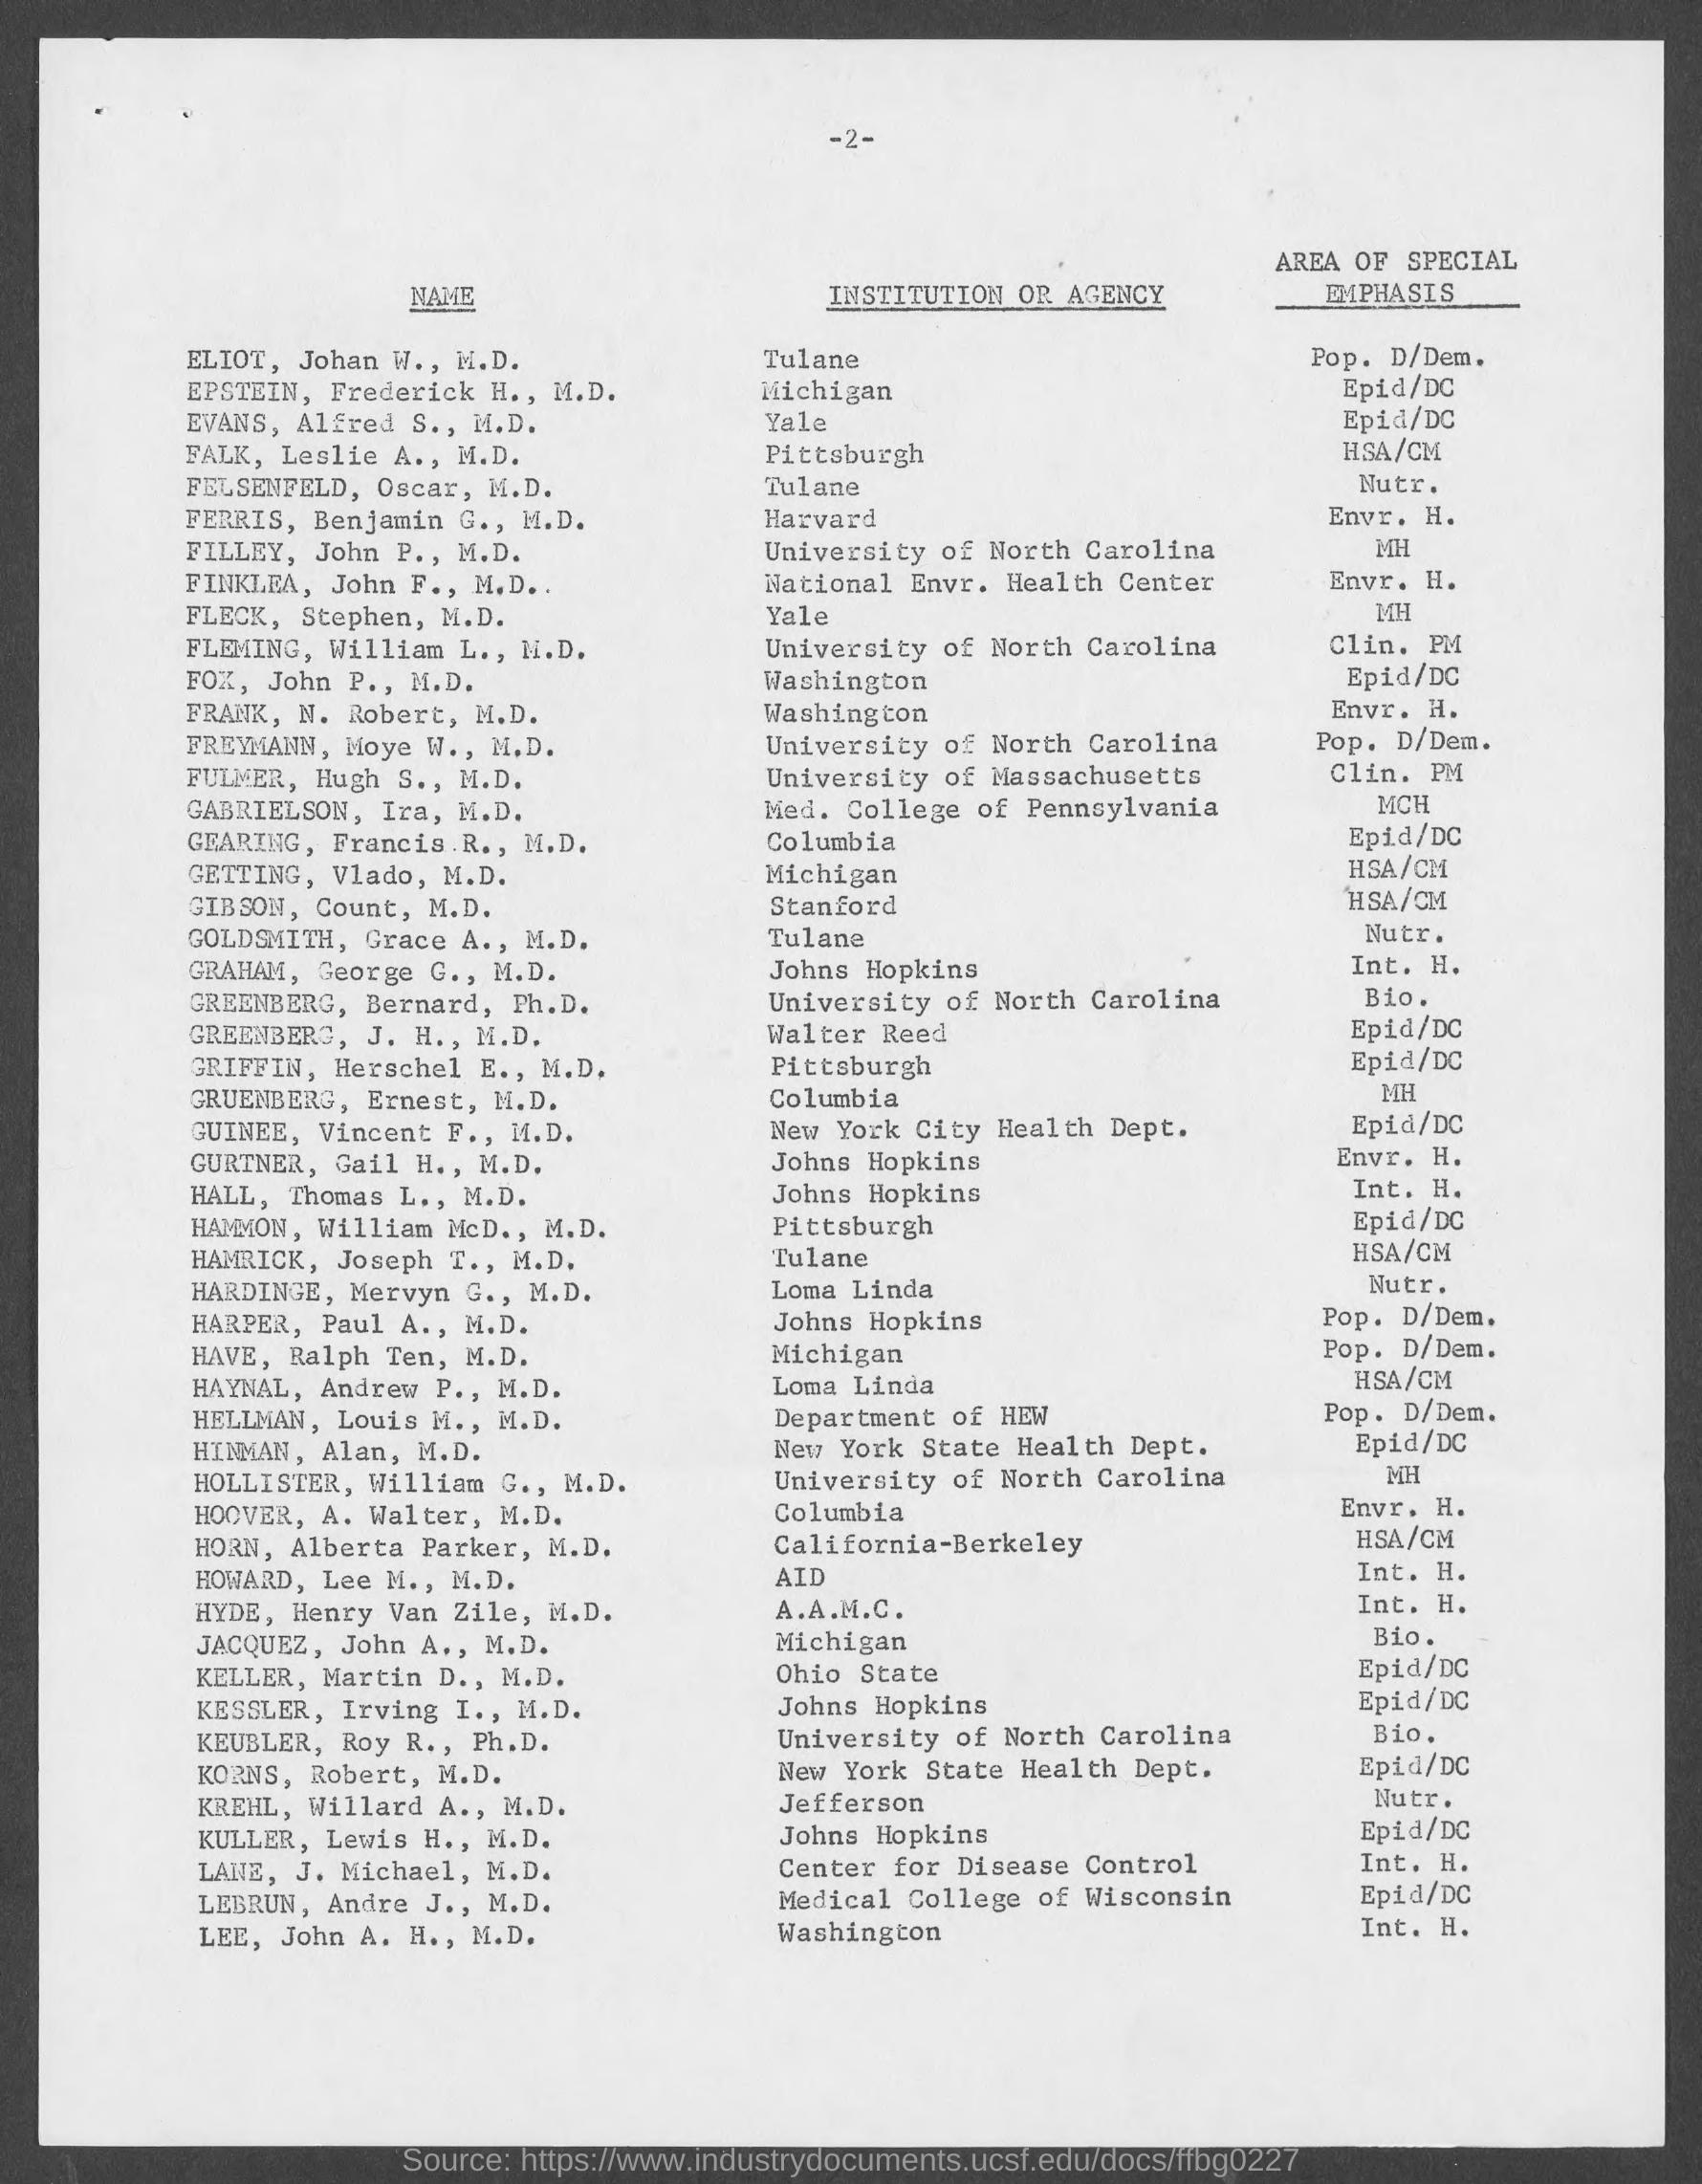 -2-
NAME INSTITUTION OR AGENCY AREA OF SPECIAL EMPHASIS
ELIOT, Johan W., M.D. Tulane Pop. D/Dem.
EPSTEIN, Frederick H., M.D. Michigan Epid/DC
EVANS, Alfred S., M.D. Yale Epid/DC
FALK, Leslie A., M.D. Pittsburgh HSA/CM
FELSENFELD, Oscar, M.D. Tulane Nutr.
FERRIS, Benjamin G., M.D. Harvard Envr. H.
FILLEY, John P., M.D. University of North Carolina MH
FINKLEA, John F., M.D.. National Envr. Health Center Envr. H.
FLECK, Stephen, M.D. Yale MH
FLEMING, William L., M.D. University of North Carolina Clin. PM
FOX, John P., M.D. Washington Epid/DC
FRANK, N. Robert, M.D. Washington Envr. H.
FREYMANN, Moye W., M.D. University of North Carolina Pop. D/Dem.
FULMER, Hugh S., M.D. University of Massachusetts Clin. PM
GABRIELSON, Ira, M.D. Med. College of Pennsylvania MCH
GEARING, Francis R., M.D. Columbia Epid/DC
GETTING, Vlado, M.D. Michigan HSA/CM
GIBSON, Count, M.D. Stanford HSA/CM
GOLDSMITH, Grace A., M.D. Tulane Nutr.
GRAHAM, George G., M.D. Johns Hopkins Int. H.
GREENBERG, Bernard, Ph.D. University of North Carolina Bio.
GREENBERG, J. H., M.D. Walter Reed Epid/DC
GRIFFIN, Herschel E., M.D. Pittsburgh Epid/DC
GRUENBERG, Ernest, M.D. Columbia MH
GUINEE, Vincent F., M.D. New York City Health Dept. Epid/DC
GURTNER, Gail H., M.D. Johns Hopkins Envr. H.
HALL, Thomas L., M.D. Johns Hopkins Int. H.
HAMMON, William McD., M.D. Pittsburgh Epid/DC
HAMRICK, Joseph T., M.D. Tulane HSA/CM
HARDINGE, Mervyn G., M.D. Loma Linda Nutr.
HARPER, Paul A., M.D. Johns Hopkins Pop. D/Dem.
HAVE, Ralph Ten, M.D. Michigan Pop. D/Dem.
HAYNAL, Andrew P., M.D. Loma Linda HSA/CM
HELLMAN, Louis M., M.D. Department of HEW Pop. D/Dem.
HINMAN, Alan, M.D. New York State Health Dept. Epid/DC
HOLLISTER, William G., M.D. University of North Carolina MH
HOOVER, A. Walter, M.D. Columbia Envr. H.
HORN, Alberta Parker, M.D. California-Berkeley HSA/CM
HOWARD, Lee M., M.D. AID Int. H.
HYDE, Henry Van Zile, M.D. A.A.M.C. Int. H.
JACQUEZ, John A., M.D. Michigan Bio.
KELLER, Martin D., M.D. Ohio State Epid/DC
KESSLER, Irving I., M.D. Johns Hopkins Epid/DC
KEUBLER, Roy R., Ph.D. University of North Carolina Bio.
KORNS, Robert, M.D. New York State Health Dept. Epid/DC
KREHL, Willard A., M.D. Jefferson Nutr.
KULLER, Lewis H., M.D. Johns Hopkins Epid/DC
LANE, J. Michael, M.D. Center for Disease Control Int. H.
LEBRUN, Andre J., M.D. Medical College of Wisconsin Epid/DC
LEE, John A. H., M.D. Washington Int. H.
Source: https://www.industrydocuments.ucsf.edu/docs/ffbg0227